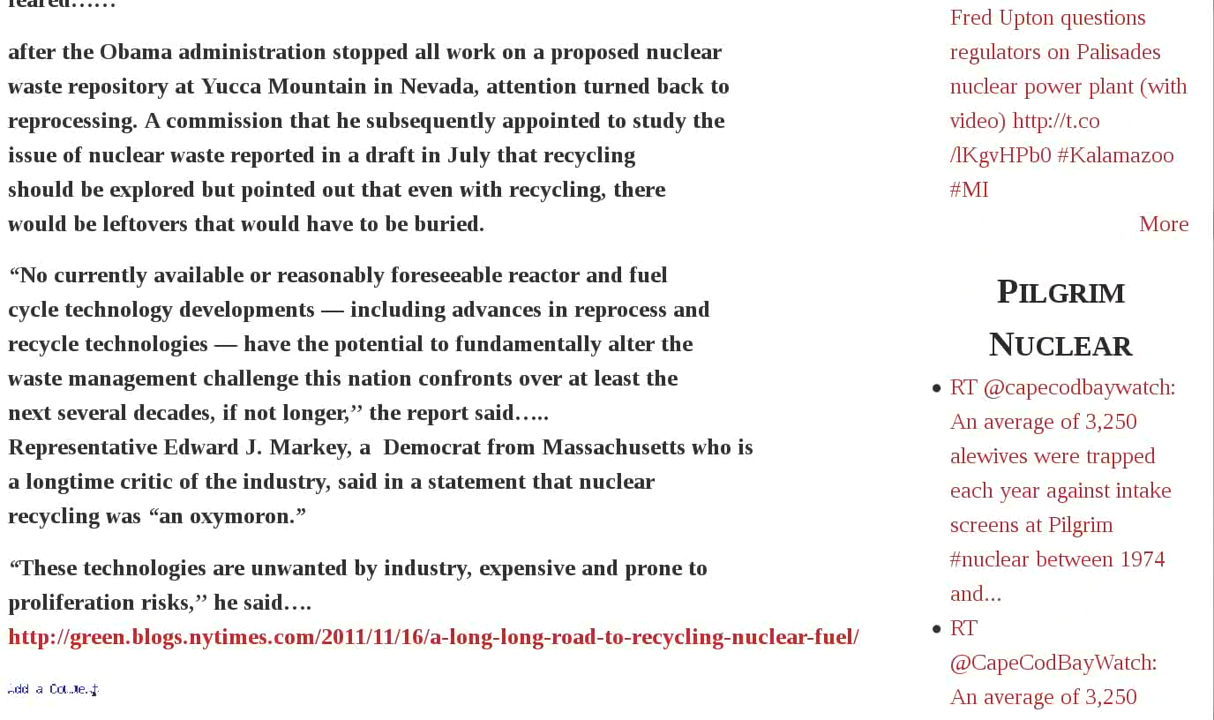 after the Obama administration stopped all work on a proposed nuclear
waste repository at Yucca Mountain in Nevada, attention turned back to
reprocessing. A commission that he subsequently appointed to study the
issue of nuclear waste reported in a draft in July that recycling
should be explored but pointed out that even with recycling, there
would be leftovers that would have to be buried.
“No currently available or reasonably foreseeable reactor and fuel
cycle technology developments — including advances in reprocess and
recycle technologies — have the potential to fundamentally alter the
waste management challenge this nation confronts over at least the
next several decades, if not longer,’’ the report said…..
Representative Edward J. Markey, a  Democrat from Massachusetts who is
a longtime critic of the industry, said in a statement that nuclear
recycling was “an oxymoron.”
“These technologies are unwanted by industry, expensive and prone to
proliferation risks,’’ he said….
http://green.blogs.nytimes.com/2011/11/16/a-long-long-road-to-recycling-nuclear-fuel/
Add a Comment
Fred Upton questions
regulators on Palisades
nuclear power plant (with
video) http://t.co
/lKgvHPb0 #Kalamazoo
#MI
More
PILGRIM
NUCLEAR
RT @capecodbaywatch:
An average of 3,250
alewives were trapped
each year against intake
screens at Pilgrim
#nuclear between 1974
and...
RT
@CapeCodBayWatch:
An average of 3,250